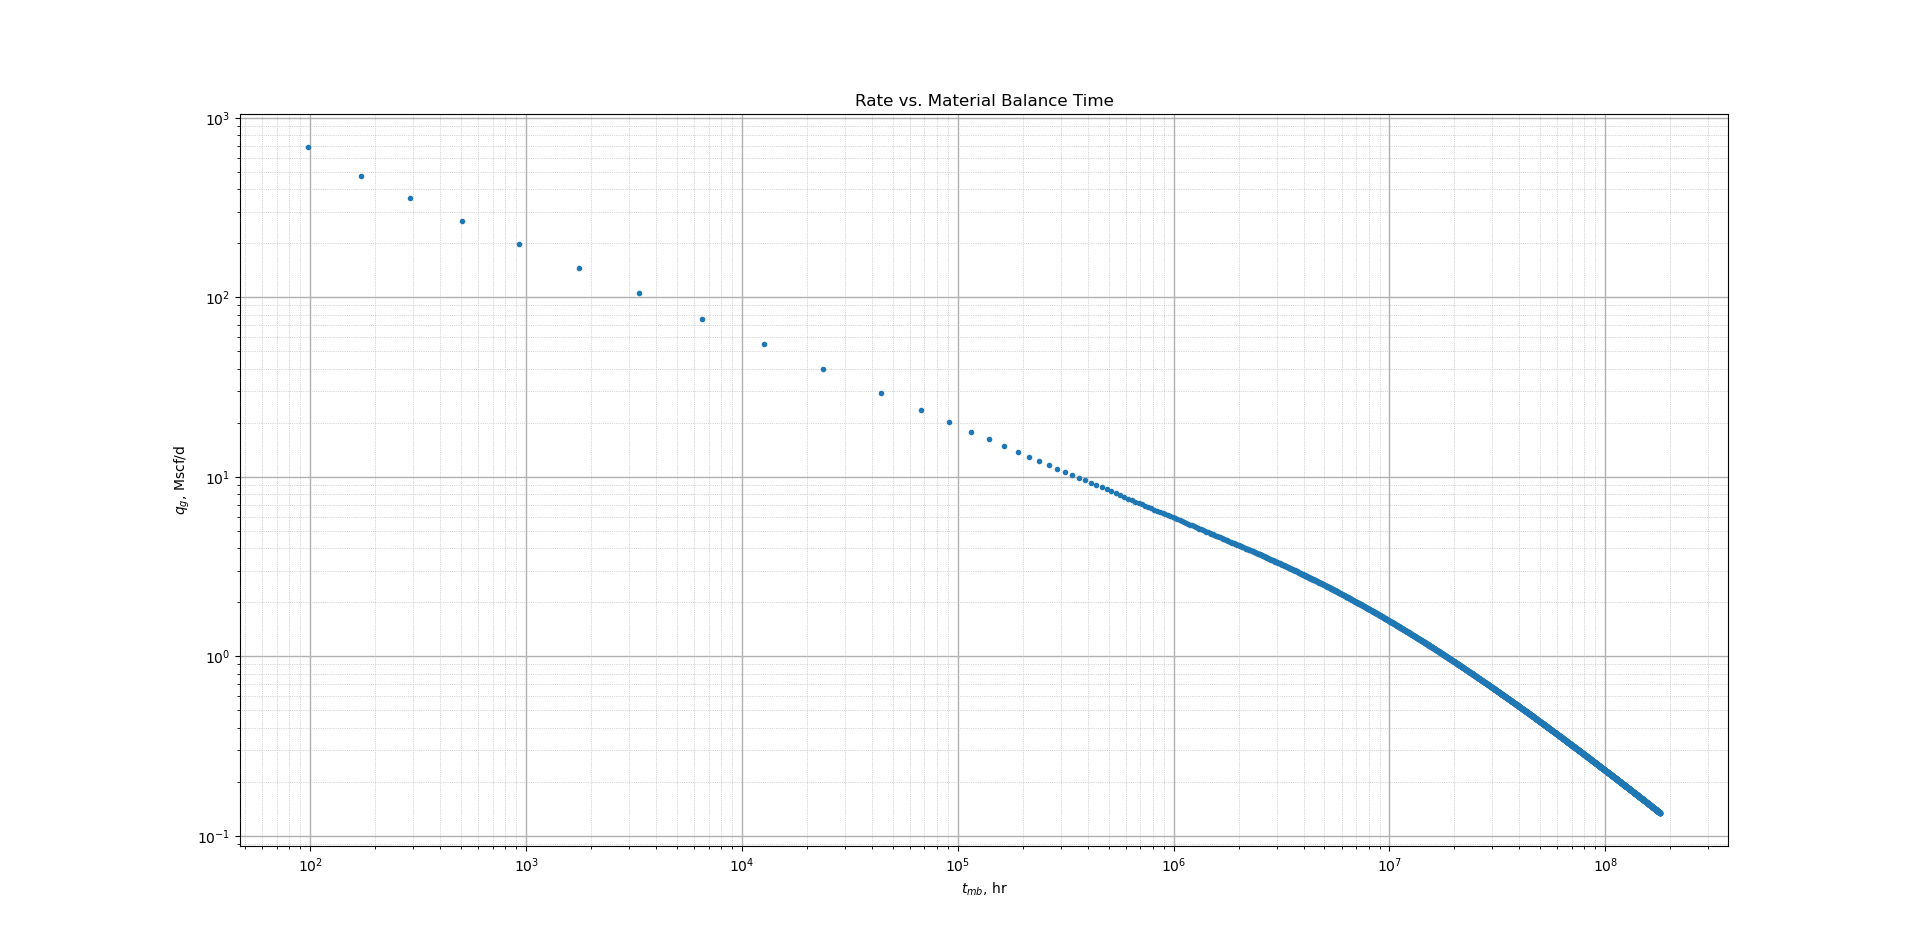 Rate vs. Material Balance Time
10³
10²
10¹
10⁰
10⁻¹
q_g, Mscf/d
10² 10³ 10⁴ 10⁵ 10⁶ 10⁷ 10⁸
t_mb, hr